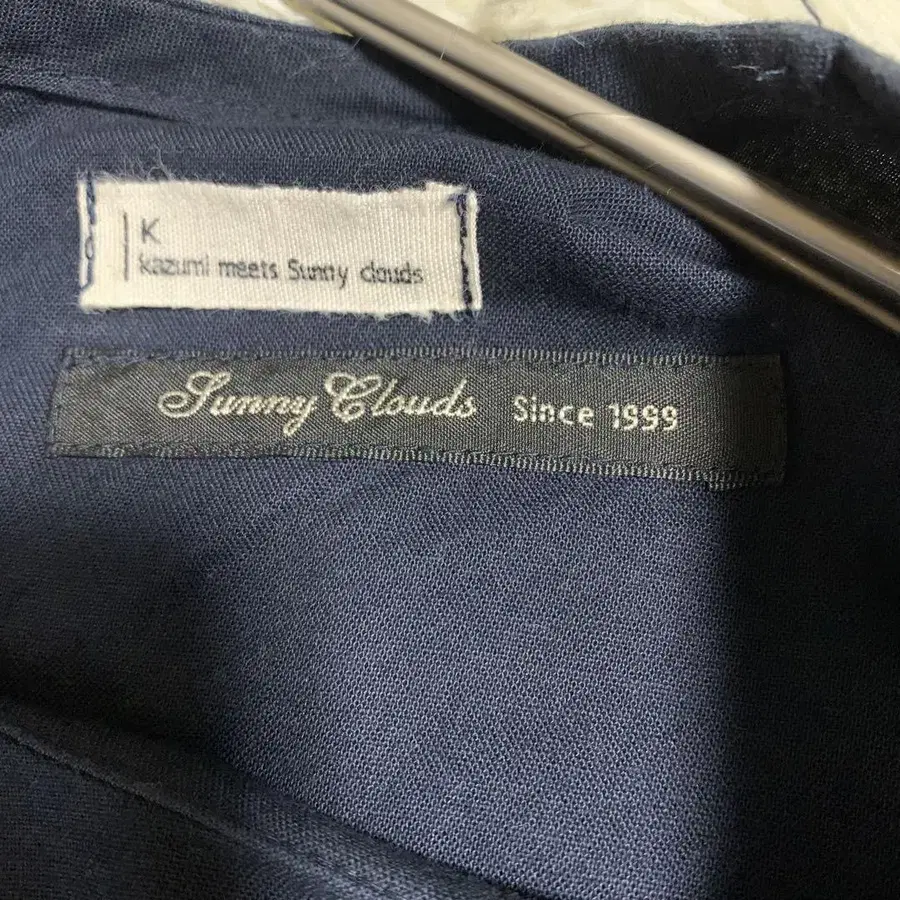 K
kazumi meets Sunny clouds
Sunny Clouds Since 1999